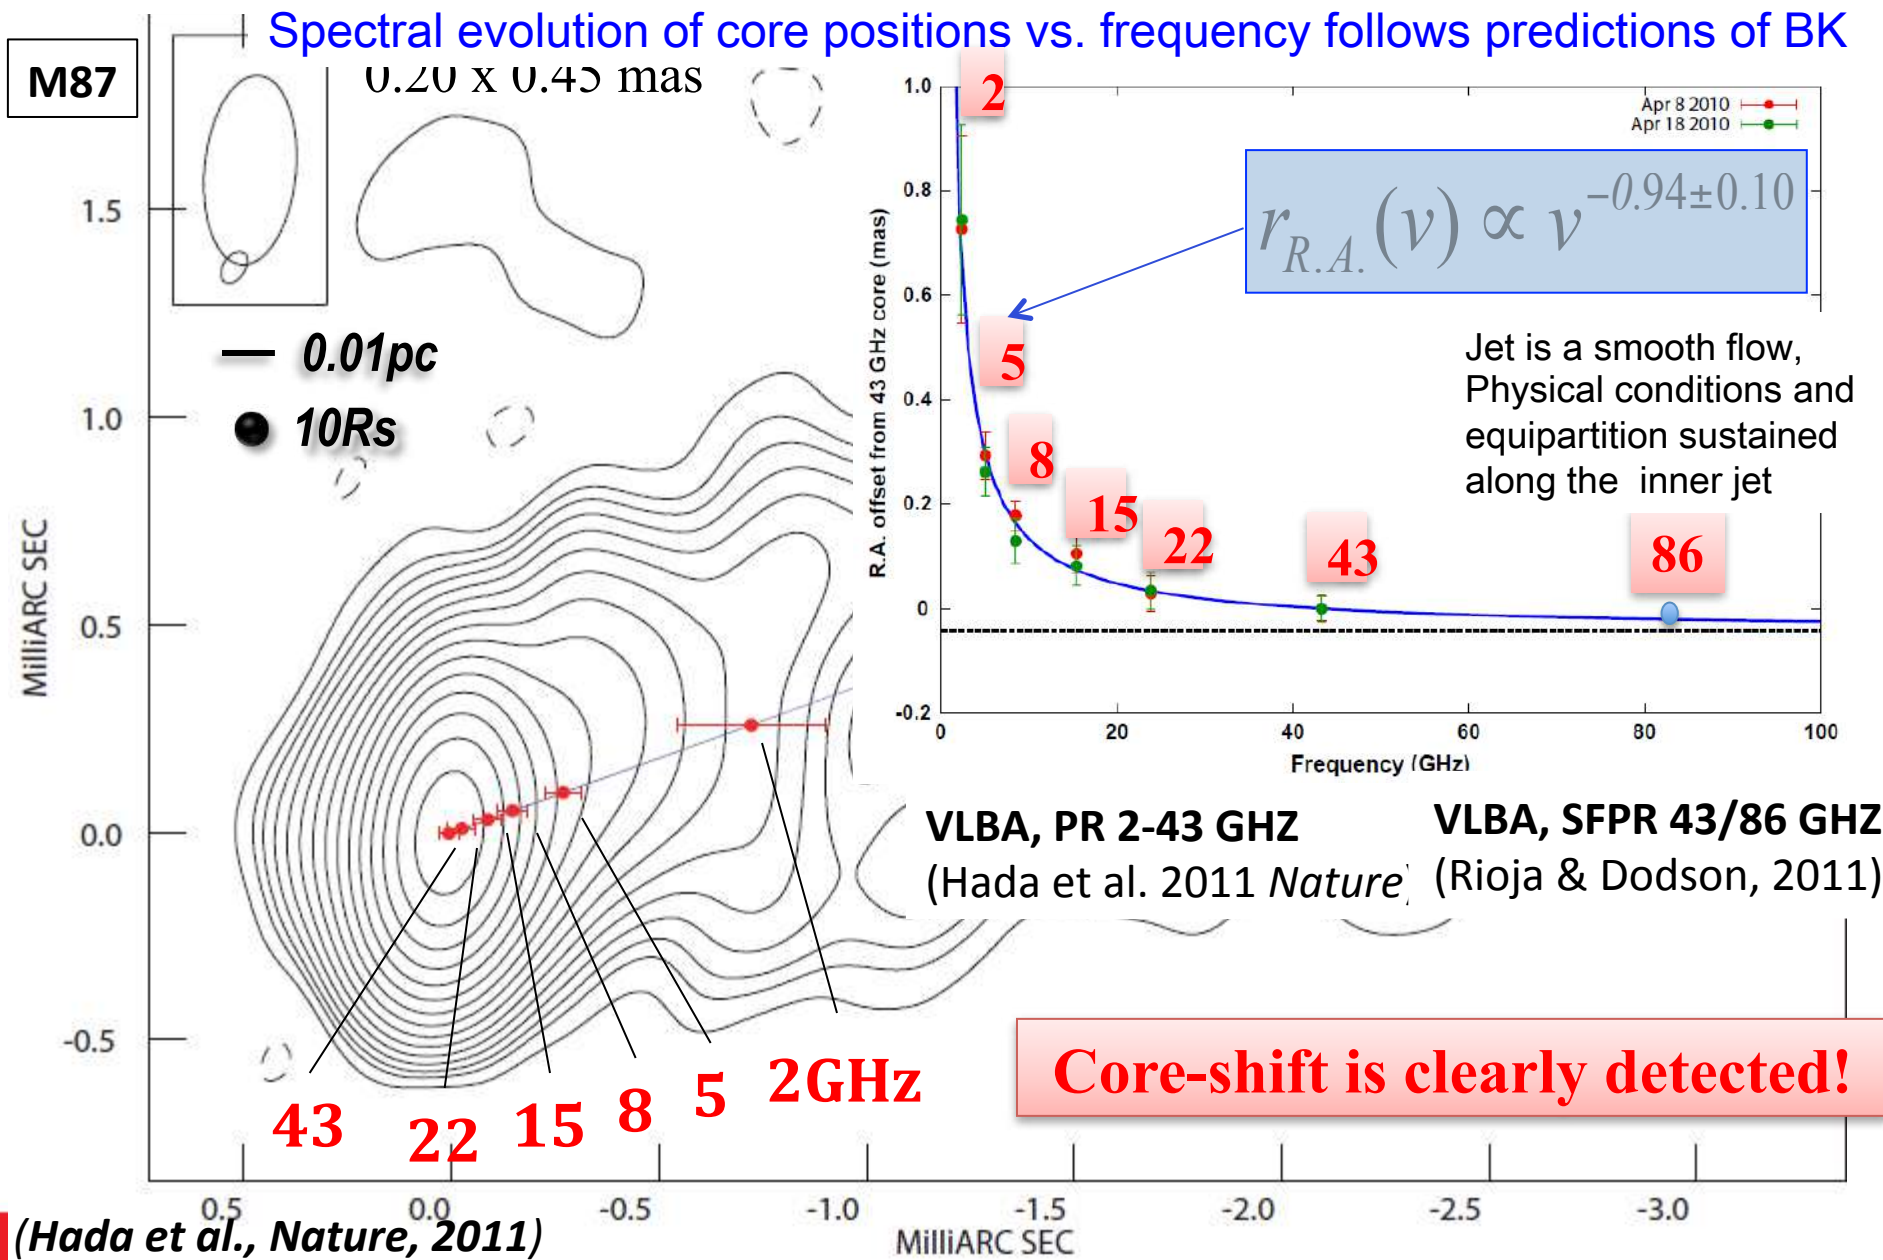 Spectral evolution of core positions vs. frequency follows predictions of BK
M87
0.20 x 0.45 mas
0.01pc
10Rs
MilliARC SEC
1.5
1.0
0.5
0.0
-0.5
43
22
15
8
5
2GHz
0.5
0.0
-0.5
-1.0
-1.5
-2.0
-2.5
-3.0
MilliARC SEC
(Hada et al., Nature, 2011)
R.A. offset from 43 GHz core (mas)
1.0
0.8
0.6
0.4
0.2
0
-0.2
0
20
40
60
80
100
Frequency (GHz)
Apr 8 2010
Apr 18 2010
2
5
8
15
22
43
86
r_{R.A.}(ν) ∝ ν^{-0.94±0.10}
Jet is a smooth flow,
Physical conditions and
equipartition sustained
along the inner jet
VLBA, PR 2-43 GHZ
(Hada et al. 2011 Nature)
VLBA, SFPR 43/86 GHZ
(Rioja & Dodson, 2011)
Core-shift is clearly detected!